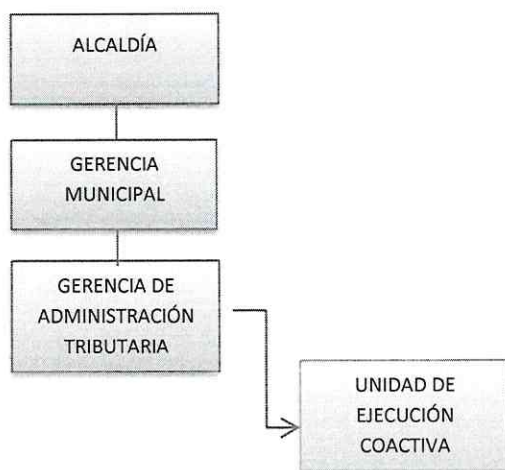 ALCALDÍA
GERENCIA
MUNICIPAL
GERENCIA DE
ADMINISTRACIÓN
TRIBUTARIA
UNIDAD DE
EJECUCIÓN
COACTIVA